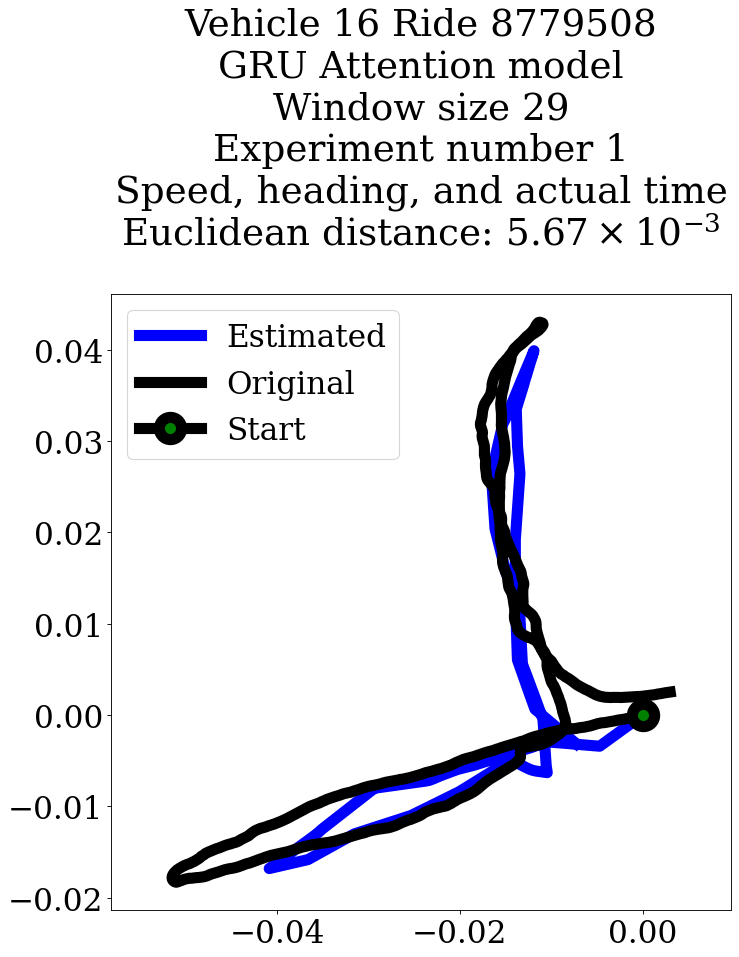 Vehicle 16 Ride 8779508
GRU Attention model
Window size 29
Experiment number 1
Speed, heading, and actual time
Euclidean distance: 5.67 × 10⁻³
Estimated
Original
Start
0.04
0.03
0.02
0.01
0.00
−0.01
−0.02
−0.04
−0.02
0.00